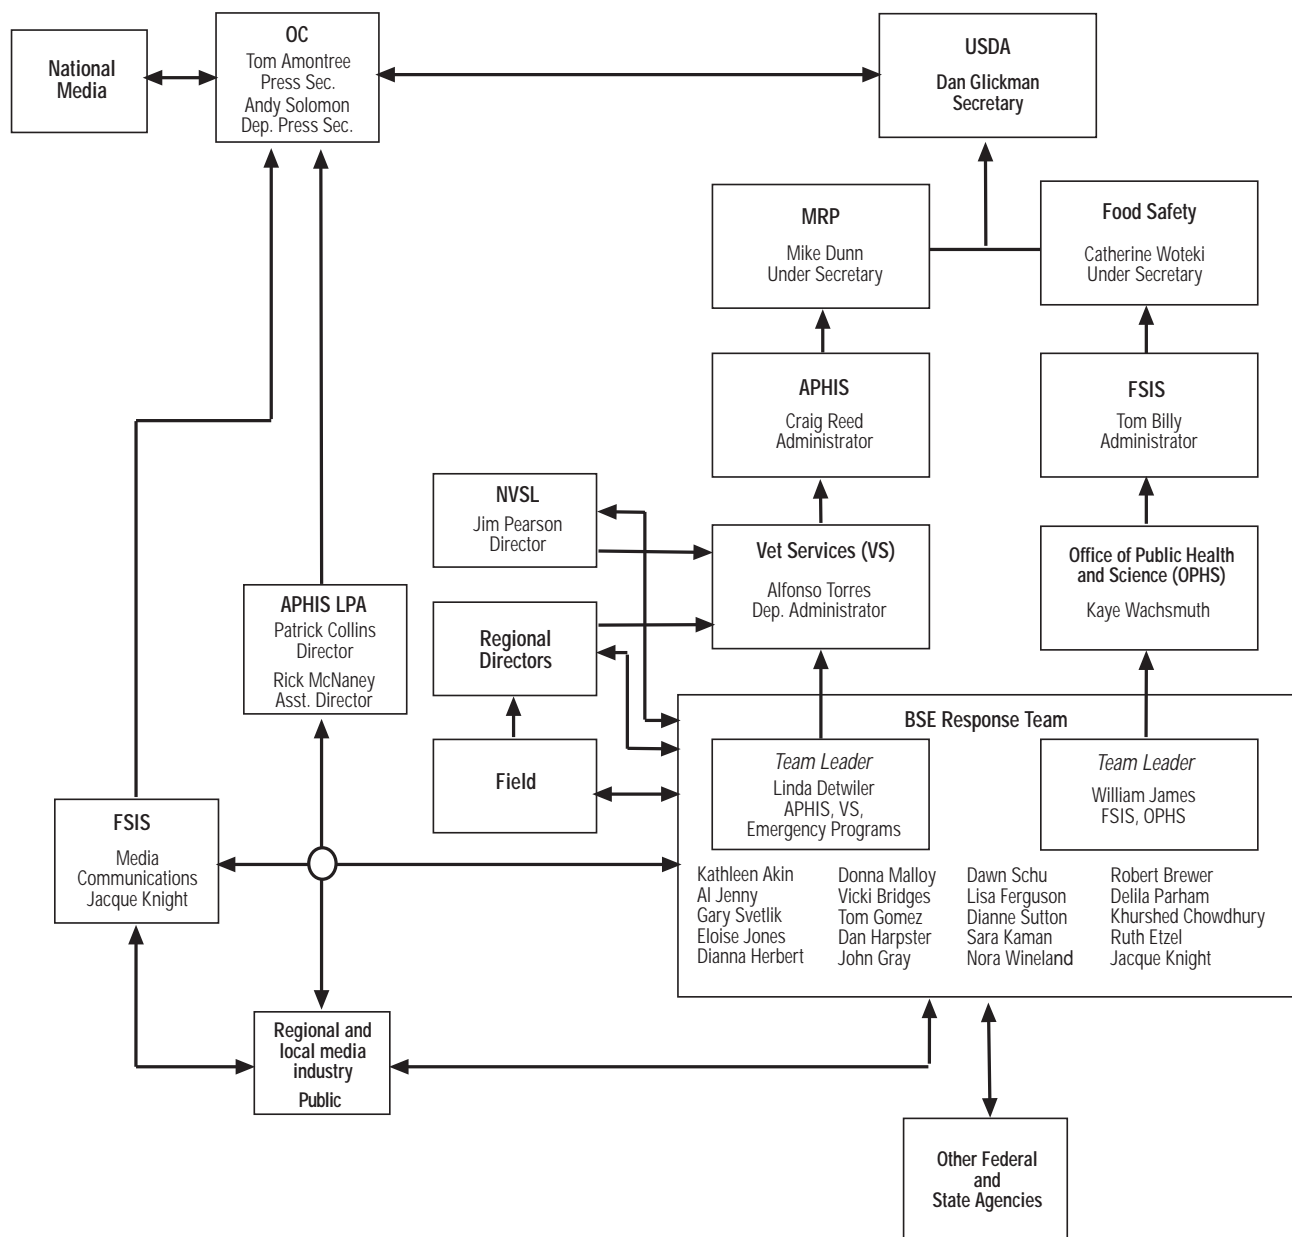 National
Media
OC
Tom Amontree
Press Sec.
Andy Solomon
Dep. Press Sec.
USDA
Dan Glickman
Secretary
MRP
Mike Dunn
Under Secretary
Food Safety
Catherine Woteki
Under Secretary
APHIS
Craig Reed
Administrator
FSIS
Tom Billy
Administrator
NVSL
Jim Pearson
Director
Vet Services (VS)
Alfonso Torres
Dep. Administrator
Office of Public Health
and Science (OPHS)
Kaye Wachsmuth
APHIS LPA
Patrick Collins
Director
Rick McNaney
Asst. Director
Regional
Directors
Field
BSE Response Team
Team Leader
Linda Detwiler
APHIS, VS,
Emergency Programs
Team Leader
William James
FSIS, OPHS
FSIS
Media
Communications
Jacque Knight
Kathleen Akin
Al Jenny
Gary Svetlik
Eloise Jones
Dianna Herbert
Donna Malloy
Vicki Bridges
Tom Gomez
Dan Harpster
John Gray
Dawn Schu
Lisa Ferguson
Dianne Sutton
Sara Kaman
Nora Wineland
Robert Brewer
Delila Parham
Khurshed Chowdhury
Ruth Etzel
Jacque Knight
Regional and
local media
industry
Public
Other Federal
and
State Agencies